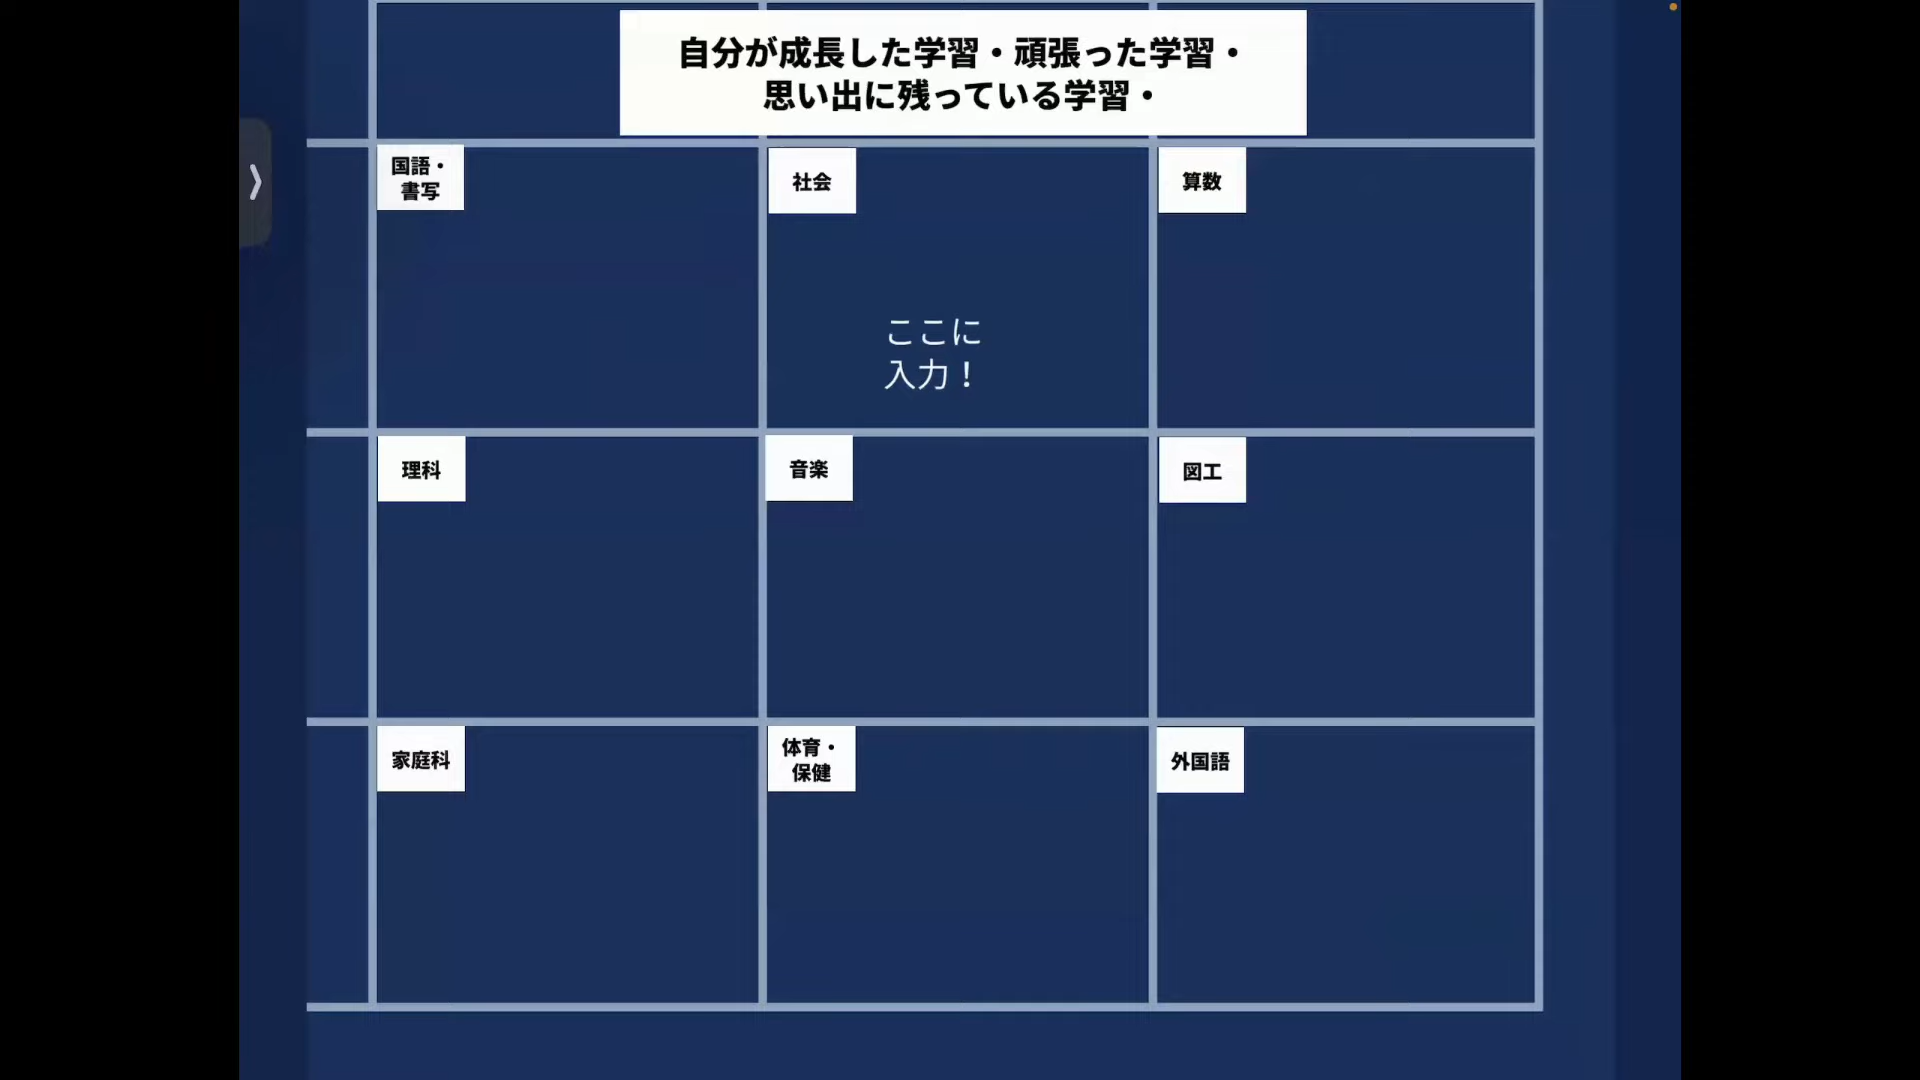 自分が成長した学習・頑張った学習・
思い出に残っている学習・
国語・
書写
社会
算数
ここに
入力！
理科
音楽
図工
家庭科
体育・
保健
外国語